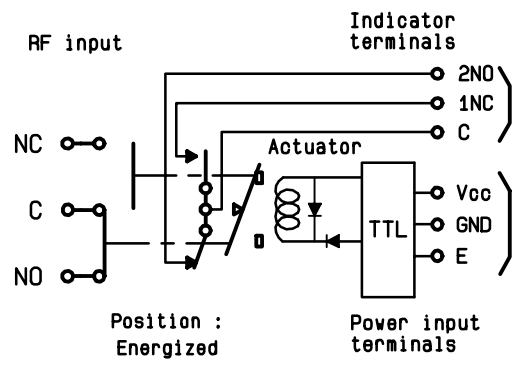 RF input
Indicator
terminals
2NO
1NC
C
NC
C
NO
Actuator
TTL
Vcc
GND
E
Position :
Energized
Power input
terminals